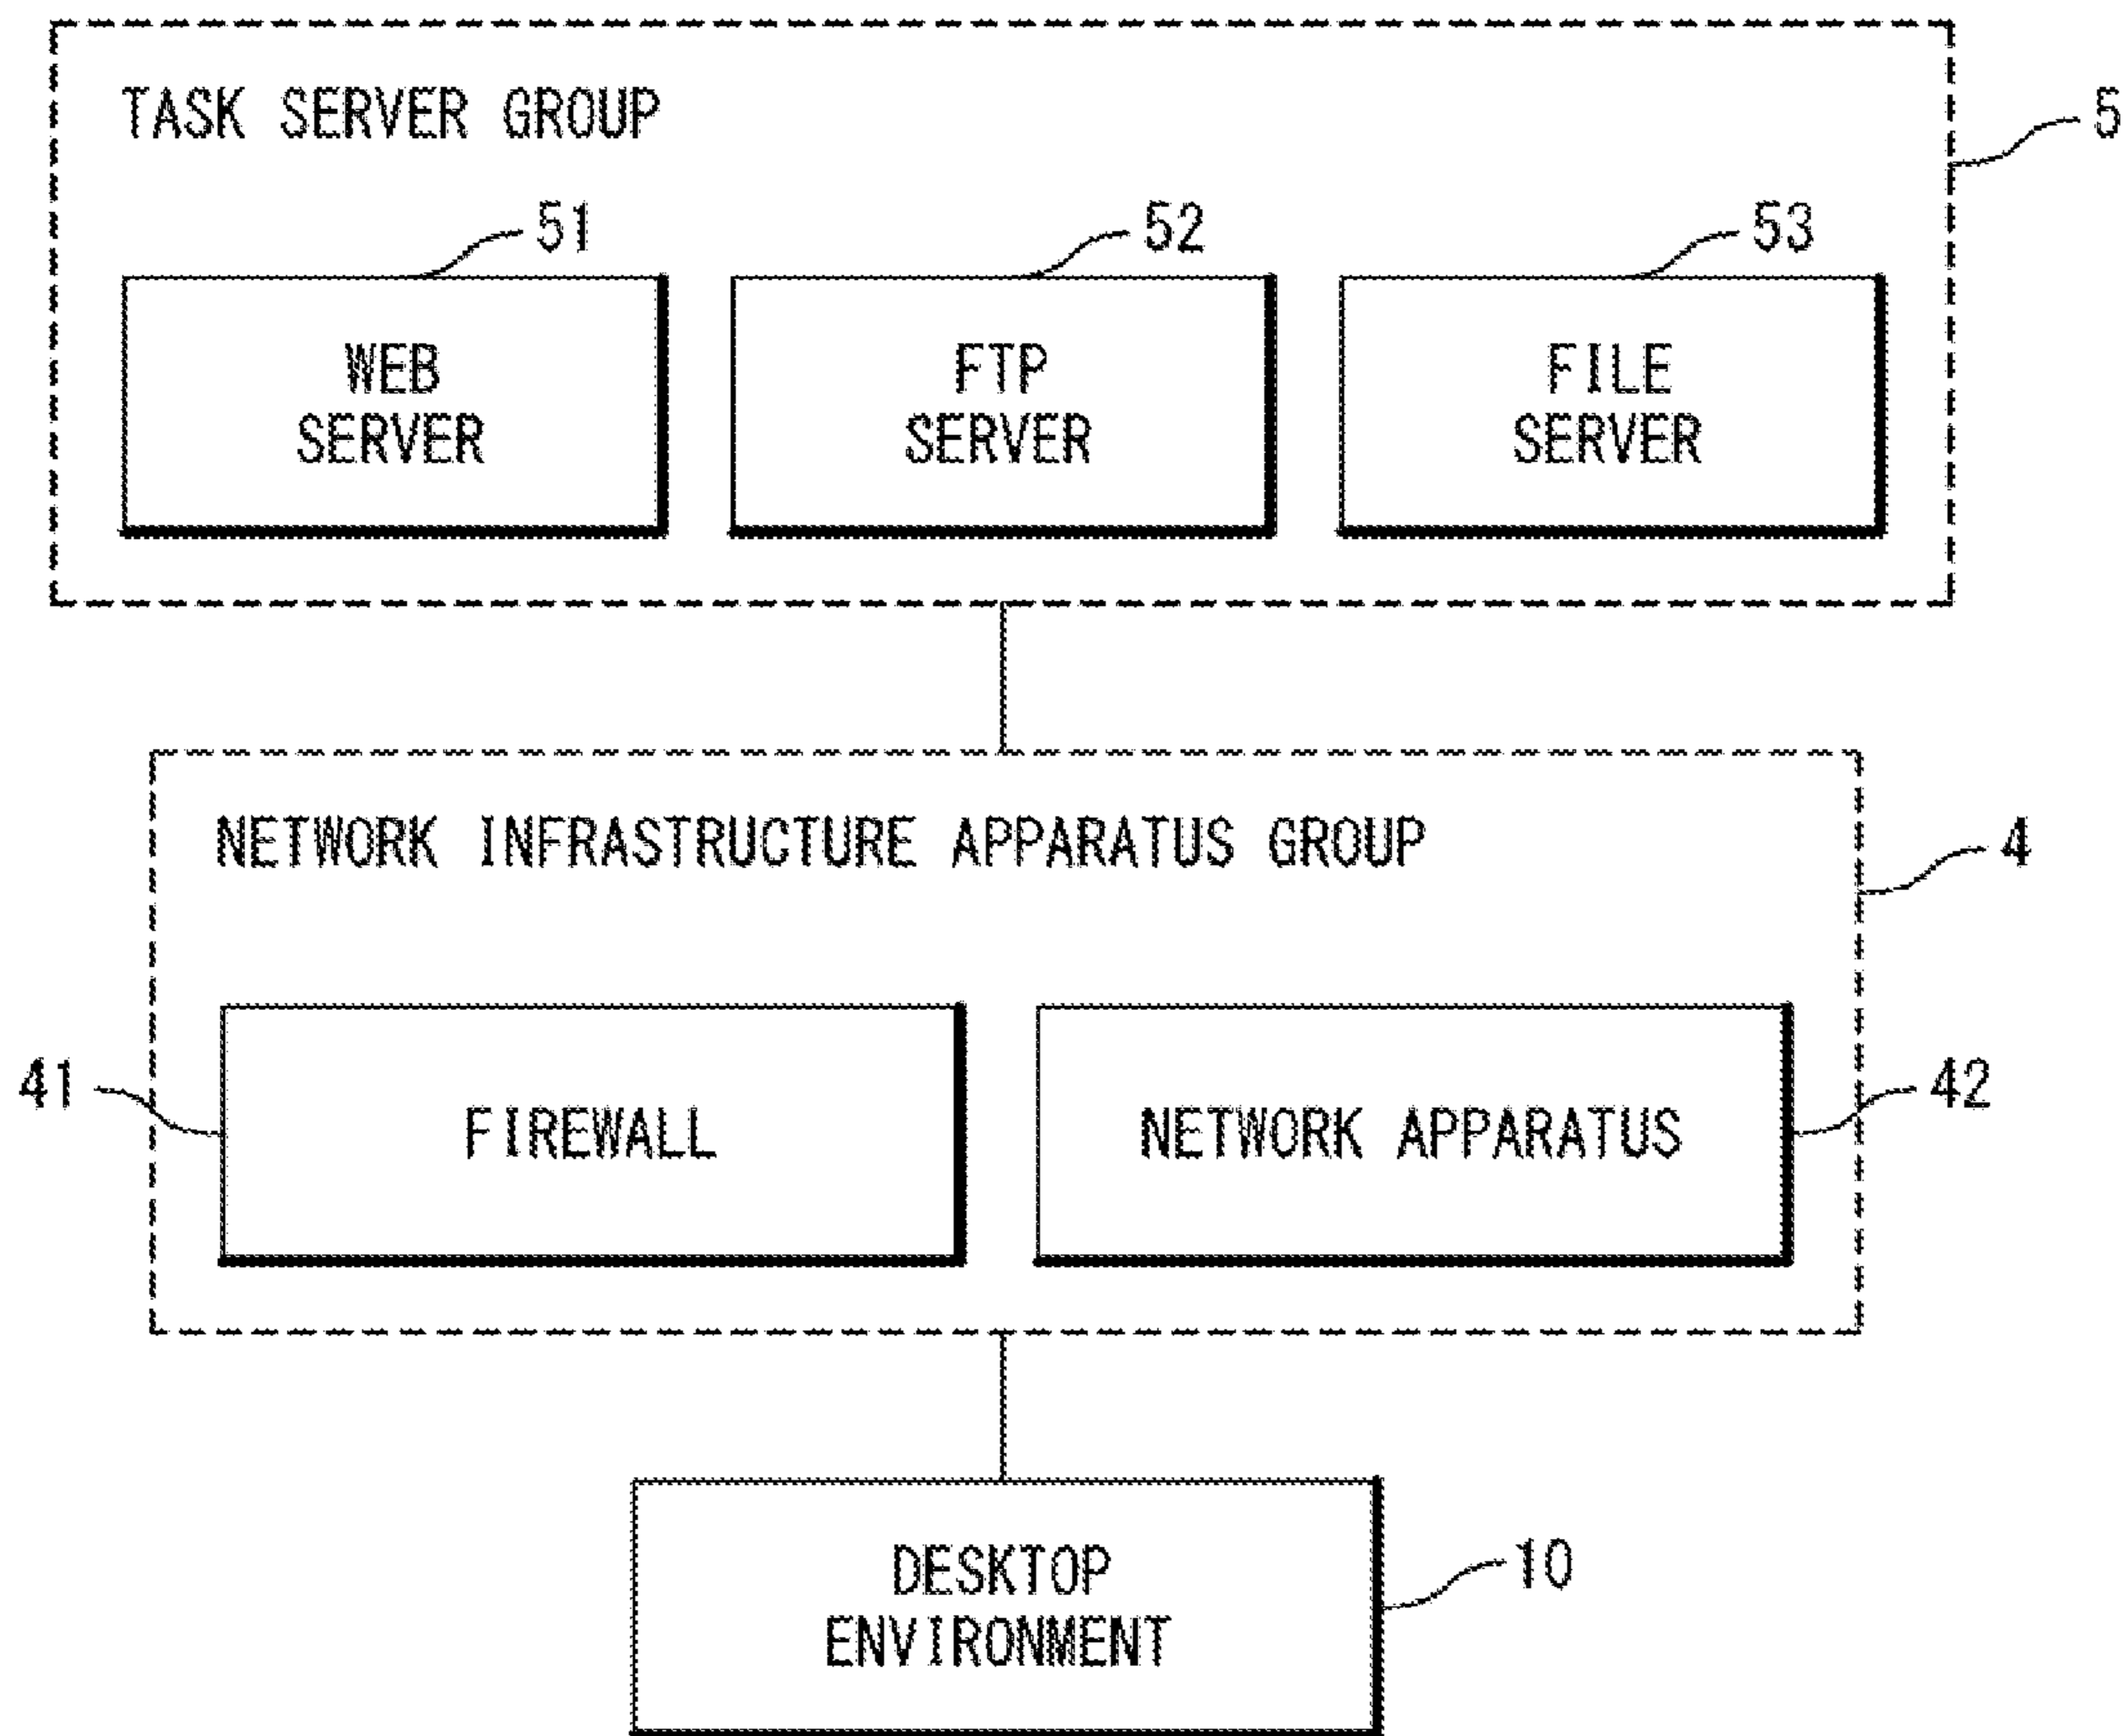 TASK SERVER GROUP
5
51
52
53
WEB
SERVER
FTP
SERVER
FILE
SERVER
NETWORK INFRASTRUCTURE APPARATUS GROUP
4
41
FIREWALL
NETWORK APPARATUS
42
DESKTOP
ENVIRONMENT
10